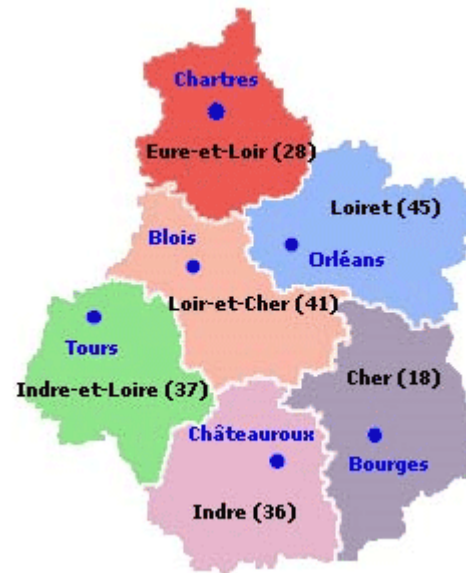 Chartres
Eure-et-Loir (28)
Loiret (45)
Blois
Orléans
Loir-et-Cher (41)
Tours
Indre-et-Loire (37)
Cher (18)
Châteauroux
Bourges
Indre (36)